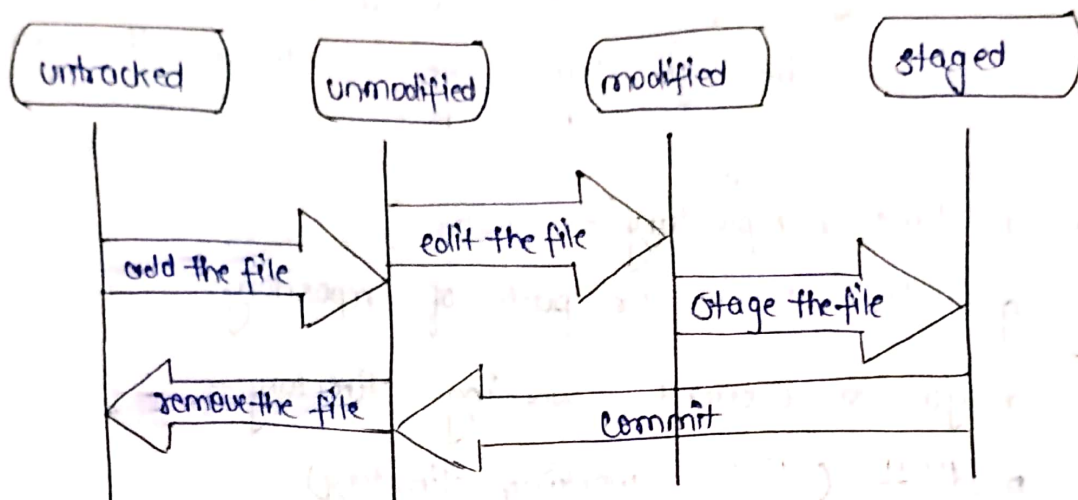 untracked
unmodified
modified
staged
add the file
edit the file
stage the file
remove the file
commit